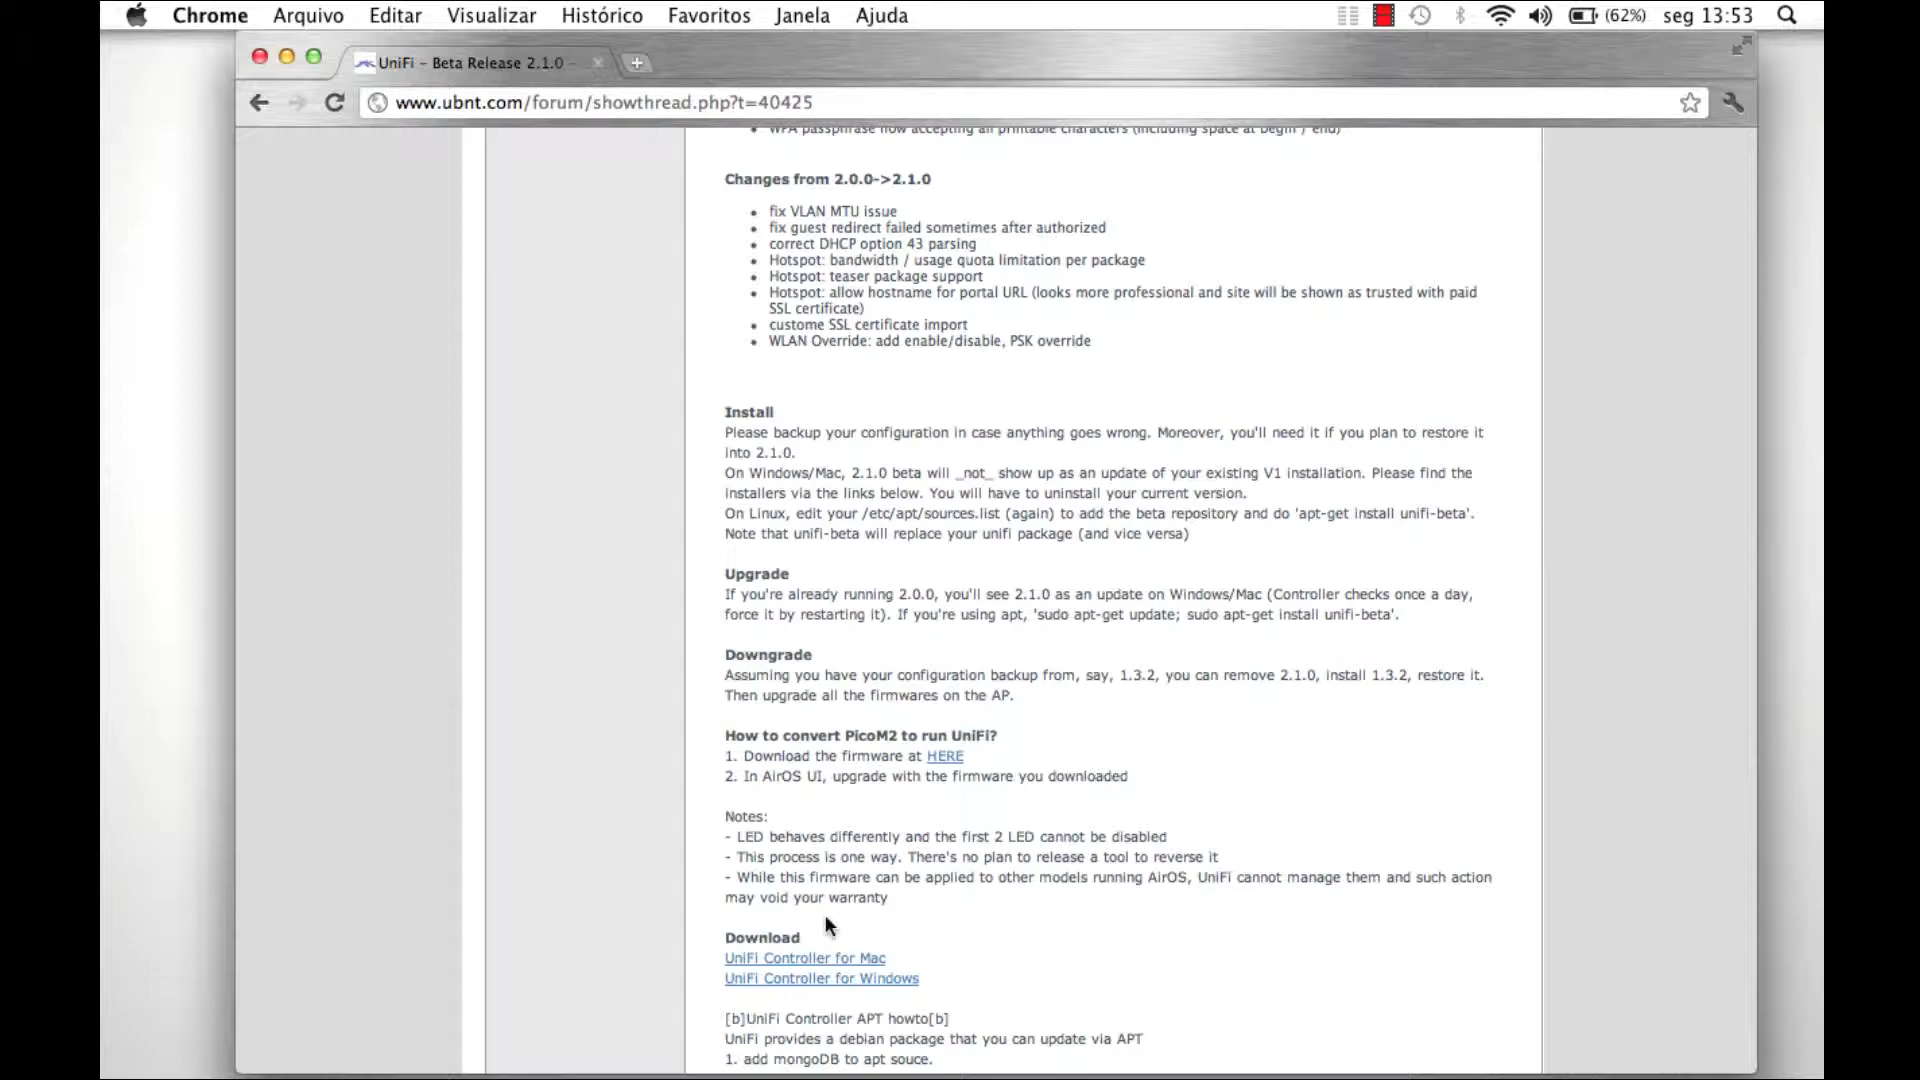 Chrome Arquivo Editar Visualizar Histórico Favoritos Janela Ajuda (62%) seg 13:53
UniFi – Beta Release 2.1.0 –
www.ubnt.com/forum/showthread.php?t=40425
WPA passphrase now accepting all printable characters (including space at begin / end)
Changes from 2.0.0->2.1.0
• fix VLAN MTU issue
• fix guest redirect failed sometimes after authorized
• correct DHCP option 43 parsing
• Hotspot: bandwidth / usage quota limitation per package
• Hotspot: teaser package support
• Hotspot: allow hostname for portal URL (looks more professional and site will be shown as trusted with paid
SSL certificate)
• custome SSL certificate import
• WLAN Override: add enable/disable, PSK override
Install
Please backup your configuration in case anything goes wrong. Moreover, you'll need it if you plan to restore it
into 2.1.0.
On Windows/Mac, 2.1.0 beta will _not_ show up as an update of your existing V1 installation. Please find the
installers via the links below. You will have to uninstall your current version.
On Linux, edit your /etc/apt/sources.list (again) to add the beta repository and do 'apt-get install unifi-beta'.
Note that unifi-beta will replace your unifi package (and vice versa)
Upgrade
If you're already running 2.0.0, you'll see 2.1.0 as an update on Windows/Mac (Controller checks once a day,
force it by restarting it). If you're using apt, 'sudo apt-get update; sudo apt-get install unifi-beta'.
Downgrade
Assuming you have your configuration backup from, say, 1.3.2, you can remove 2.1.0, install 1.3.2, restore it.
Then upgrade all the firmwares on the AP.
How to convert PicoM2 to run UniFi?
1. Download the firmware at HERE
2. In AirOS UI, upgrade with the firmware you downloaded
Notes:
- LED behaves differently and the first 2 LED cannot be disabled
- This process is one way. There's no plan to release a tool to reverse it
- While this firmware can be applied to other models running AirOS, UniFi cannot manage them and such action
may void your warranty
Download
UniFi Controller for Mac
UniFi Controller for Windows
[b]UniFi Controller APT howto[b]
UniFi provides a debian package that you can update via APT
1. add mongoDB to apt souce.